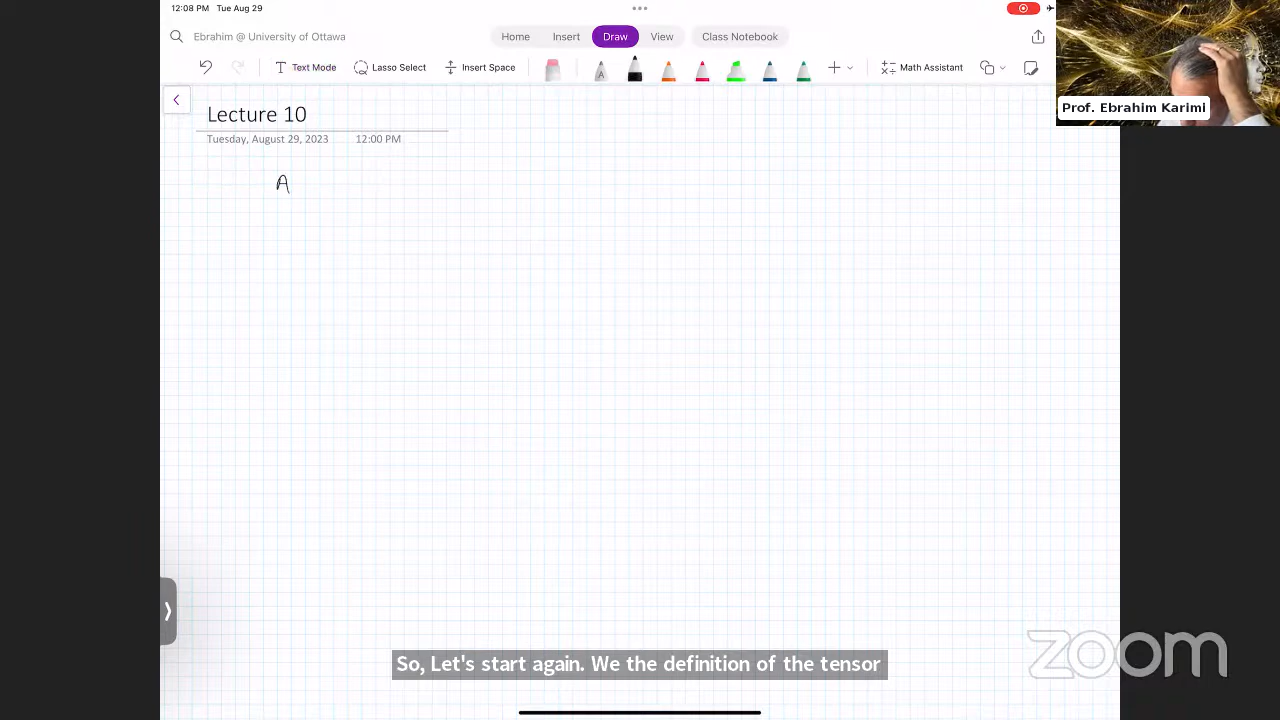 12:08 PM Tue Aug 29
Ebrahim @ University of Ottawa
Home Insert Draw View Class Notebook
Text Mode Lasso Select Insert Space A Math Assistant
Prof. Ebrahim Karimi
Lecture 10
Tuesday, August 29, 2023 12:00 PM
A
So, Let's start again. We the definition of the tensor
zoom